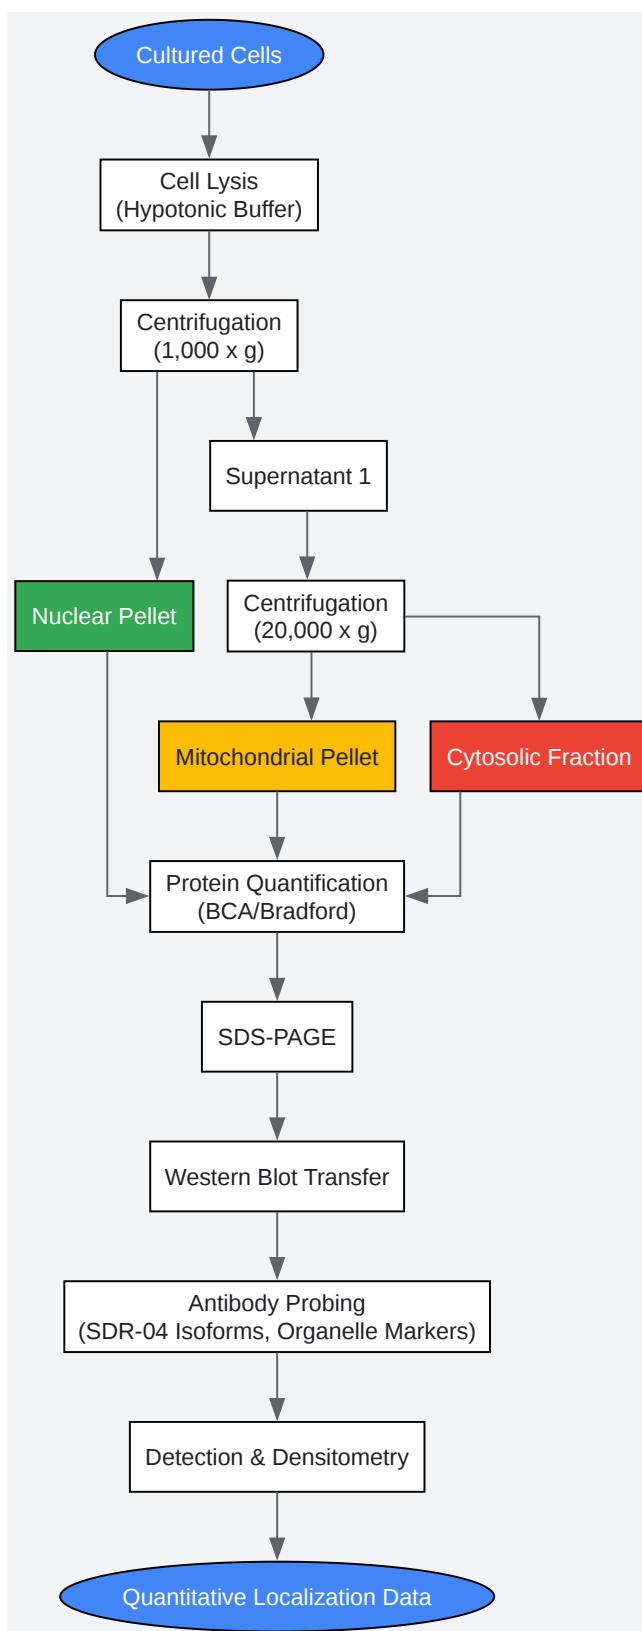 Cultured Cells
Cell Lysis
(Hypotonic Buffer)
Centrifugation
(1,000 x g)
Supernatant 1
Nuclear Pellet
Centrifugation
(20,000 x g)
Mitochondrial Pellet
Cytosolic Fraction
Protein Quantification
(BCA/Bradford)
SDS-PAGE
Western Blot Transfer
Antibody Probing
(SDR-04 Isoforms, Organelle Markers)
Detection & Densitometry
Quantitative Localization Data